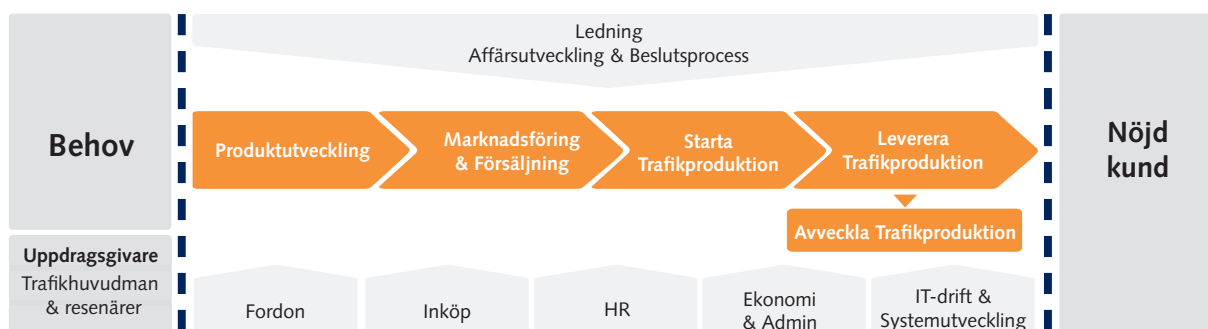 Ledning
Affärsutveckling & Beslutsprocess
Behov
Produktutveckling
Marknadsföring
& Försäljning
Starta
Trafikproduktion
Leverera
Trafikproduktion
Nöjd
kund
Avveckla Trafikproduktion
Uppdragsgivare
Trafikhuvudman
& resenärer
Fordon
Inköp
HR
Ekonomi
& Admin
IT-drift &
Systemutveckling